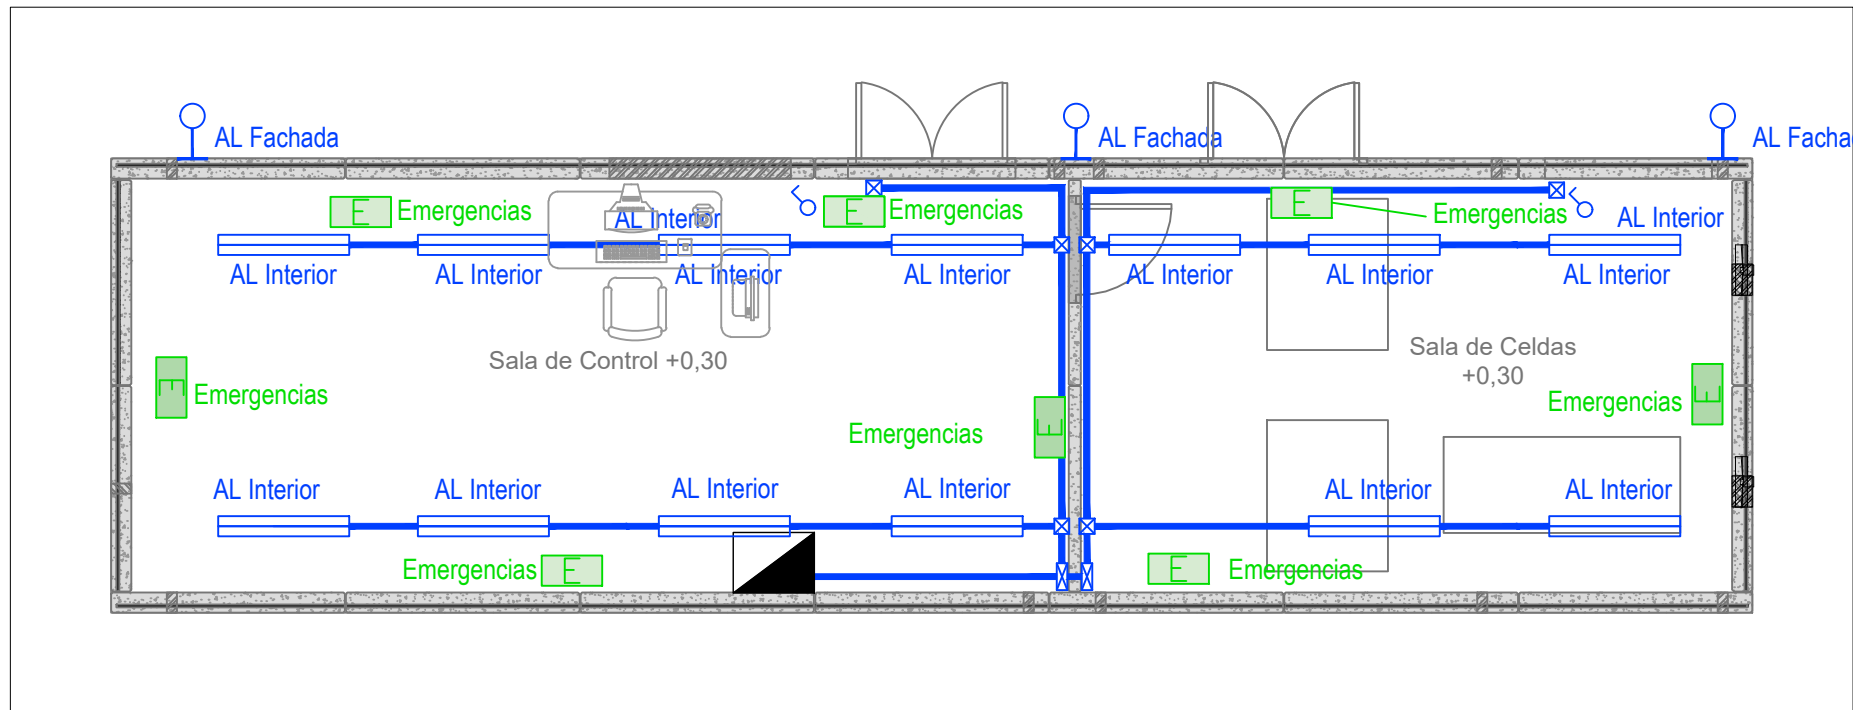 AL Fachada
AL Fachada
AL Facha
E
Emergencias
AL Interior
E
Emergencias
E
Emergencias
AL Interior
AL Interior
AL Interior
AL Interior
AL Interior
AL Interior
AL Interior
AL Interior
Sala de Control +0,30
Sala de Celdas
+0,30
E
Emergencias
Emergencias
E
Emergencias
E
AL Interior
AL Interior
AL Interior
AL Interior
AL Interior
AL Interior
Emergencias
E
E
Emergencias